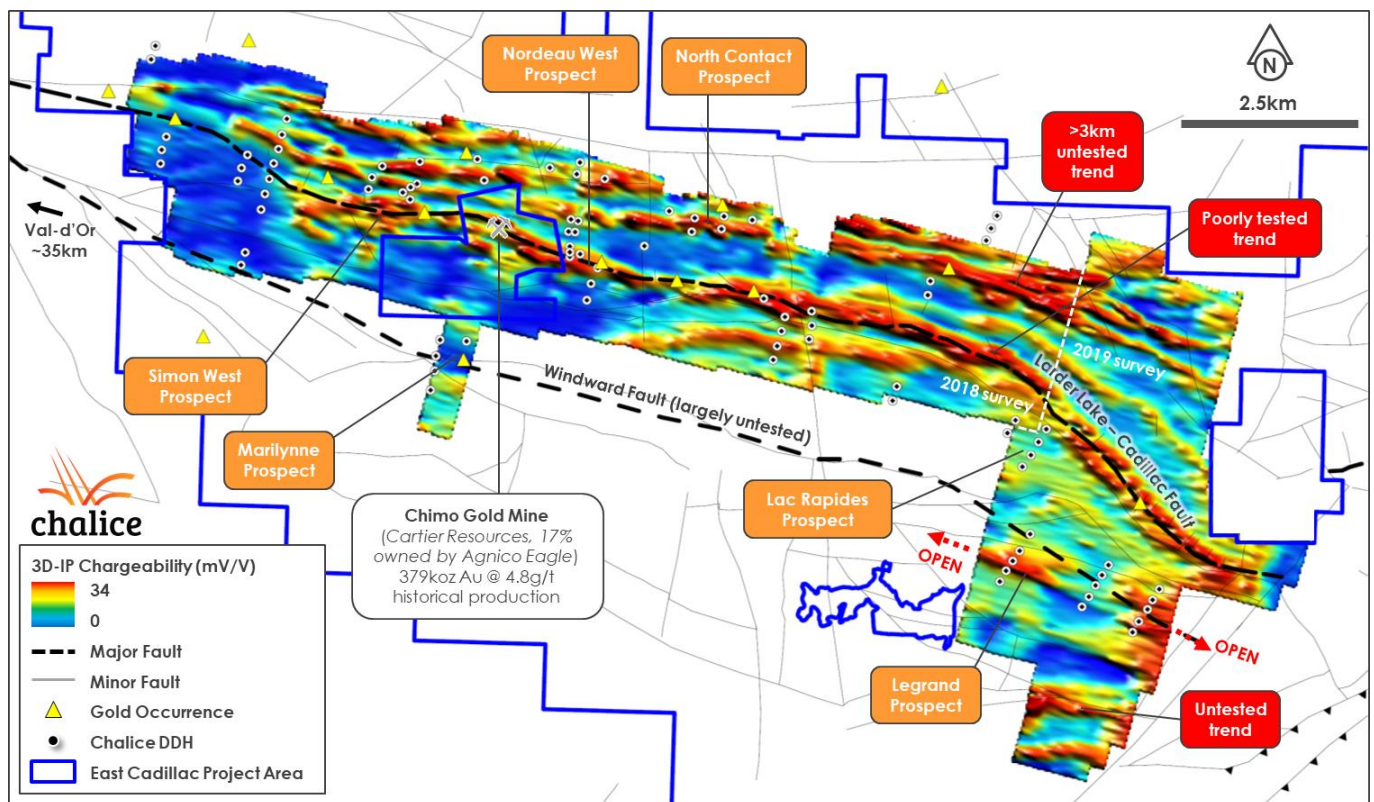 Nordeau West
Prospect
North Contact
Prospect
N
2.5km
>3km
untested
trend
Poorly tested
trend
Val-d'Or
~35km
Simon West
Prospect
Marilynne
Prospect
Windward Fault (largely untested)
2018 survey
2019 survey
Larder Lake – Cadillac Fault
Lac Rapides
Prospect
OPEN
OPEN
Legrand
Prospect
Untested
trend
Chimo Gold Mine
(Cartier Resources, 17%
owned by Agnico Eagle)
379koz Au @ 4.8g/t
historical production
chalice
3D-IP Chargeability (mV/V)
34
0
Major Fault
Minor Fault
Gold Occurrence
Chalice DDH
East Cadillac Project Area